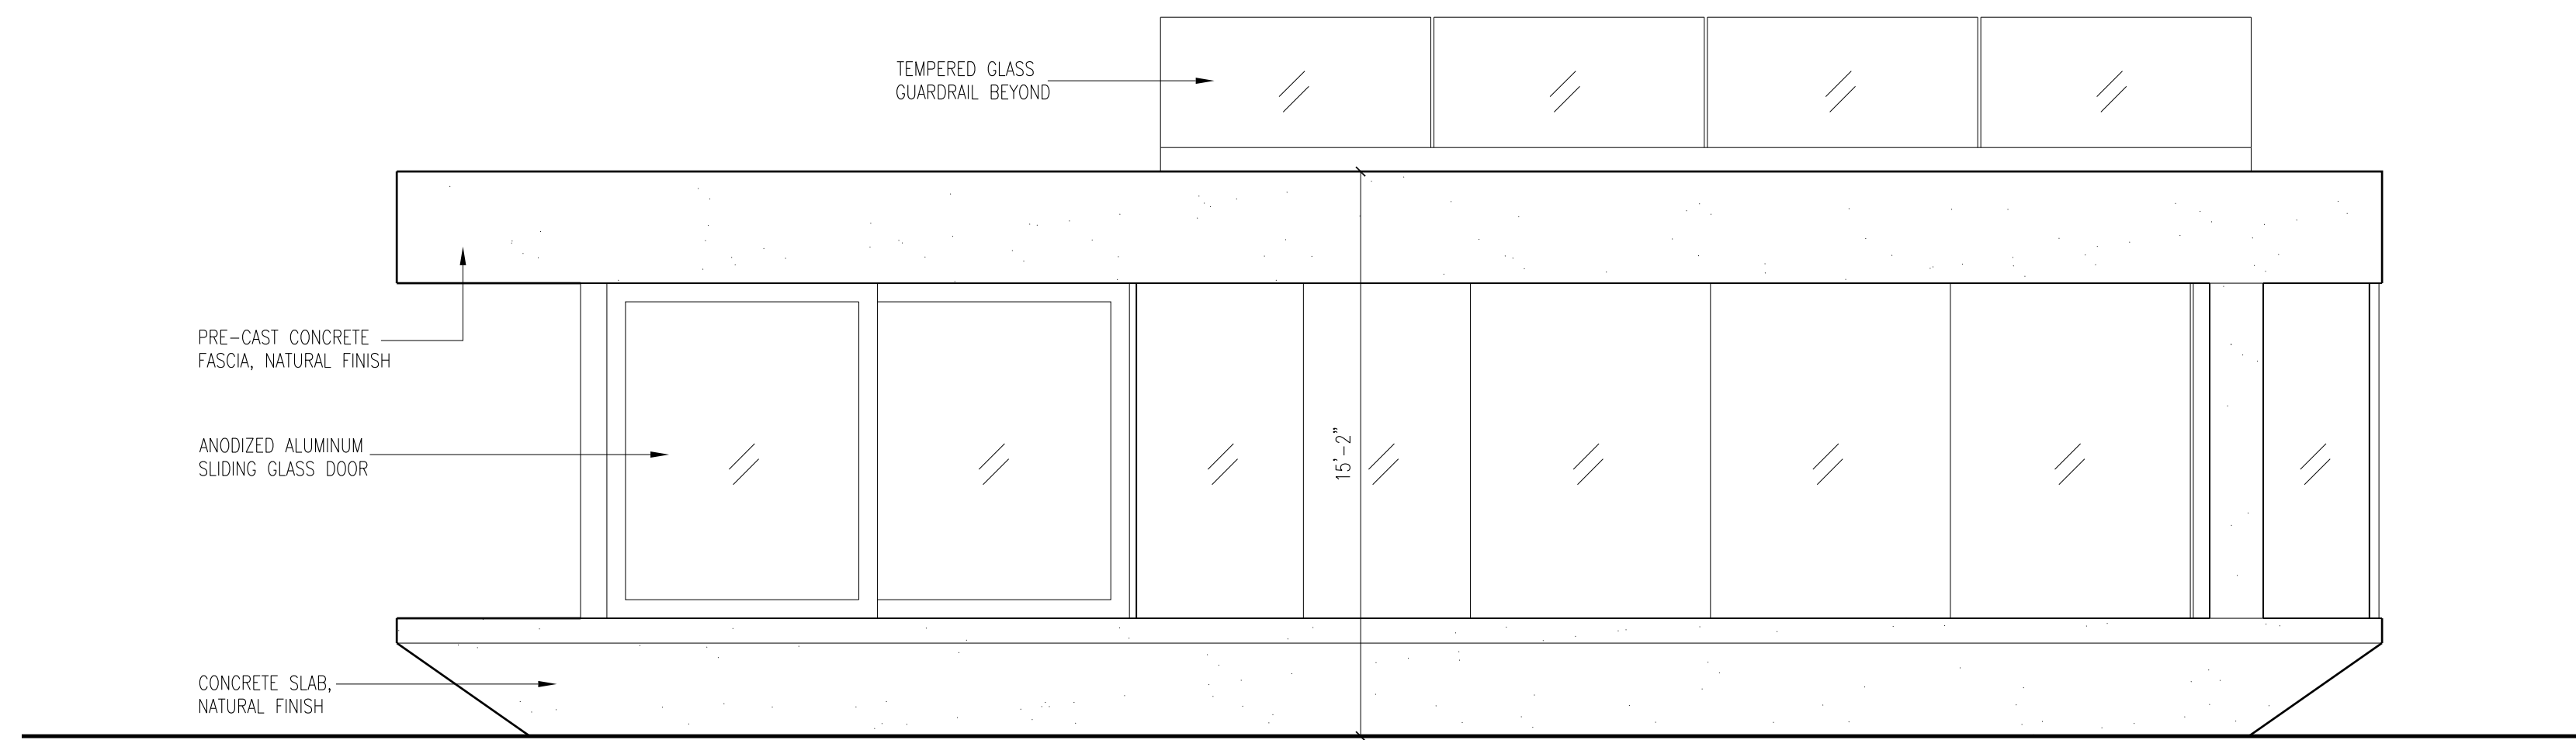 TEMPERED GLASS
GUARDRAIL BEYOND
PRE-CAST CONCRETE
FASCIA, NATURAL FINISH
ANODIZED ALUMINUM
SLIDING GLASS DOOR
15'-2"
CONCRETE SLAB,
NATURAL FINISH